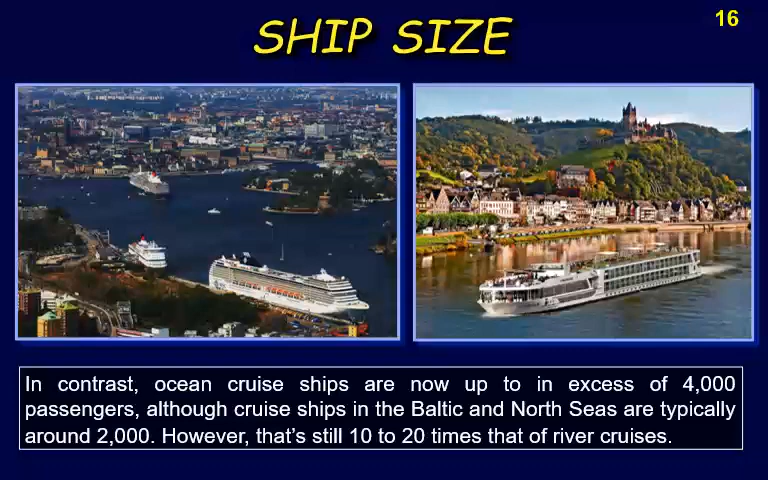 16
SHIP SIZE
In contrast, ocean cruise ships are now up to in excess of 4,000
passengers, although cruise ships in the Baltic and North Seas are typically
around 2,000. However, that's still 10 to 20 times that of river cruises.